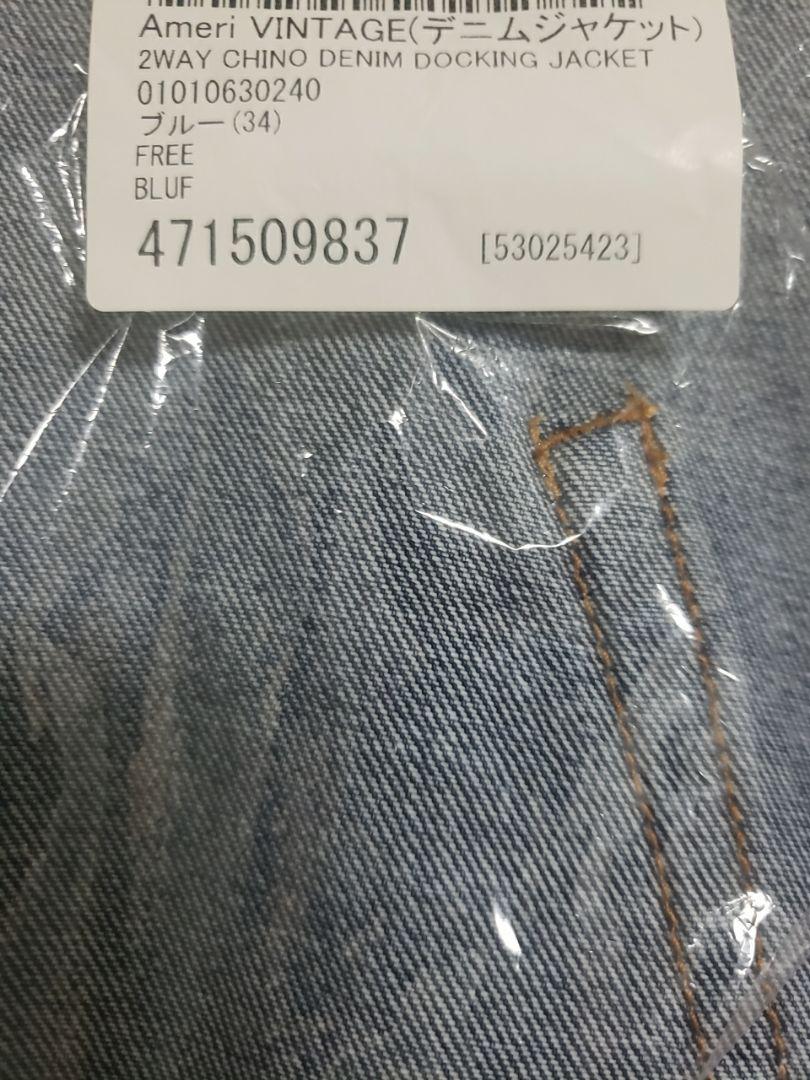 Ameri VINTAGE(デニムジャケット)
2WAY CHINO DENIM DOCKING JACKET
01010630240
ブルー(34)
FREE
BLUF
471509837 [53025423]